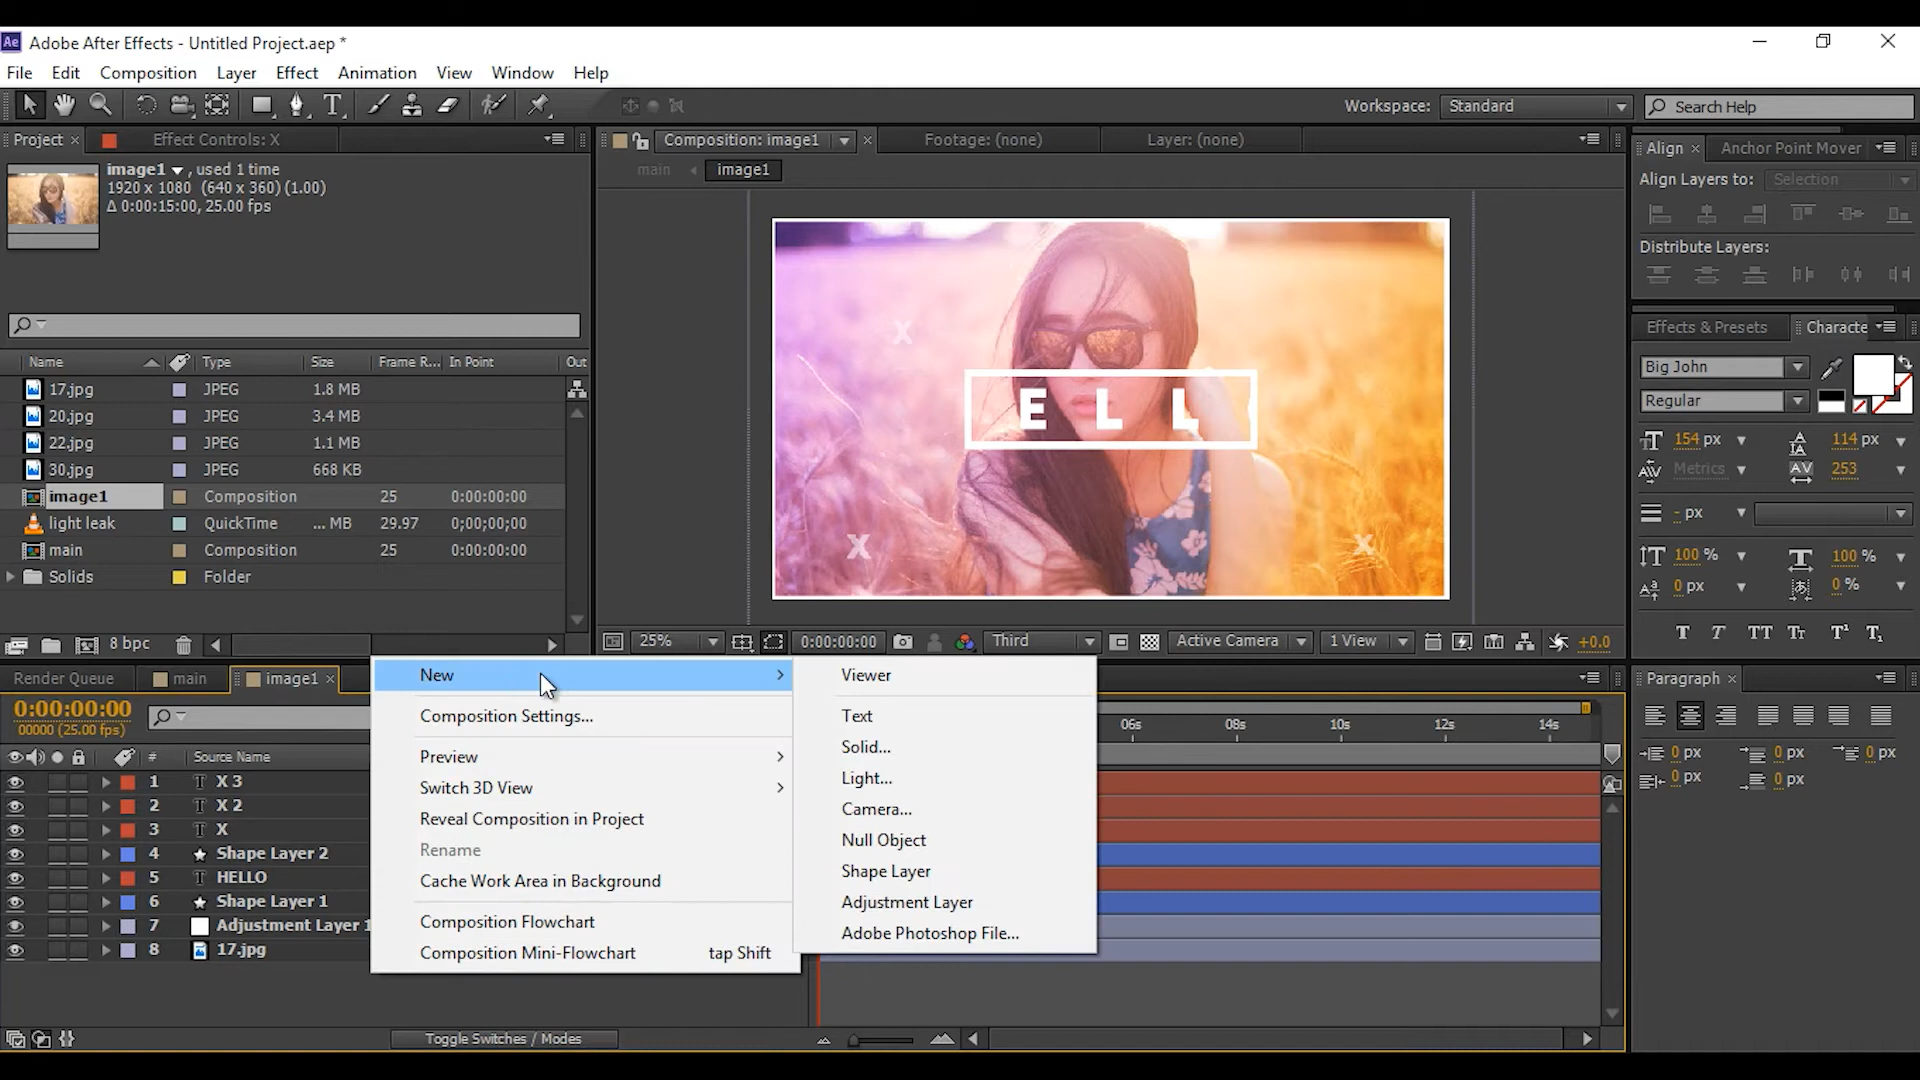 Ae Adobe After Effects - Untitled Project.aep *
File Edit Composition Layer Effect Animation View Window Help
Workspace: Standard Search Help
Project × Effect Controls: X
image1 , used 1 time
1920 x 1080 (640 x 360) (1.00)
Δ 0:00:15:00, 25.00 fps
Name Type Size Frame R... In Point Out
17.jpg JPEG 1.8 MB
20.jpg JPEG 3.4 MB
22.jpg JPEG 1.1 MB
30.jpg JPEG 668 KB
image1 Composition 25 0:00:00:00
light leak QuickTime ... MB 29.97 0;00;00;00
main Composition 25 0:00:00:00
Solids Folder
8 bpc
Composition: image1 × Footage: (none) Layer: (none)
main image1
X
E L L
X
X
25% 0:00:00:00 Third Active Camera 1 View +0.0
Align × Anchor Point Mover
Align Layers to: Selection
Distribute Layers:
Effects & Presets Characte
Big John
Regular
154 px 114 px
Metrics 253
- px
100 % 100 %
0 px 0 %
T T TT Tt T¹ T₁
Paragraph ×
0 px 0 px 0 px
0 px 0 px
Render Queue main image1 ×
0:00:00:00
00000 (25.00 fps)
# Source Name
1 T X 3
2 T X 2
3 T X
4 Shape Layer 2
5 T HELLO
6 Shape Layer 1
7 Adjustment Layer 1
8 17.jpg
Toggle Switches / Modes
06s 08s 10s 12s 14s
New
Composition Settings...
Preview
Switch 3D View
Reveal Composition in Project
Rename
Cache Work Area in Background
Composition Flowchart
Composition Mini-Flowchart tap Shift
Viewer
Text
Solid...
Light...
Camera...
Null Object
Shape Layer
Adjustment Layer
Adobe Photoshop File...